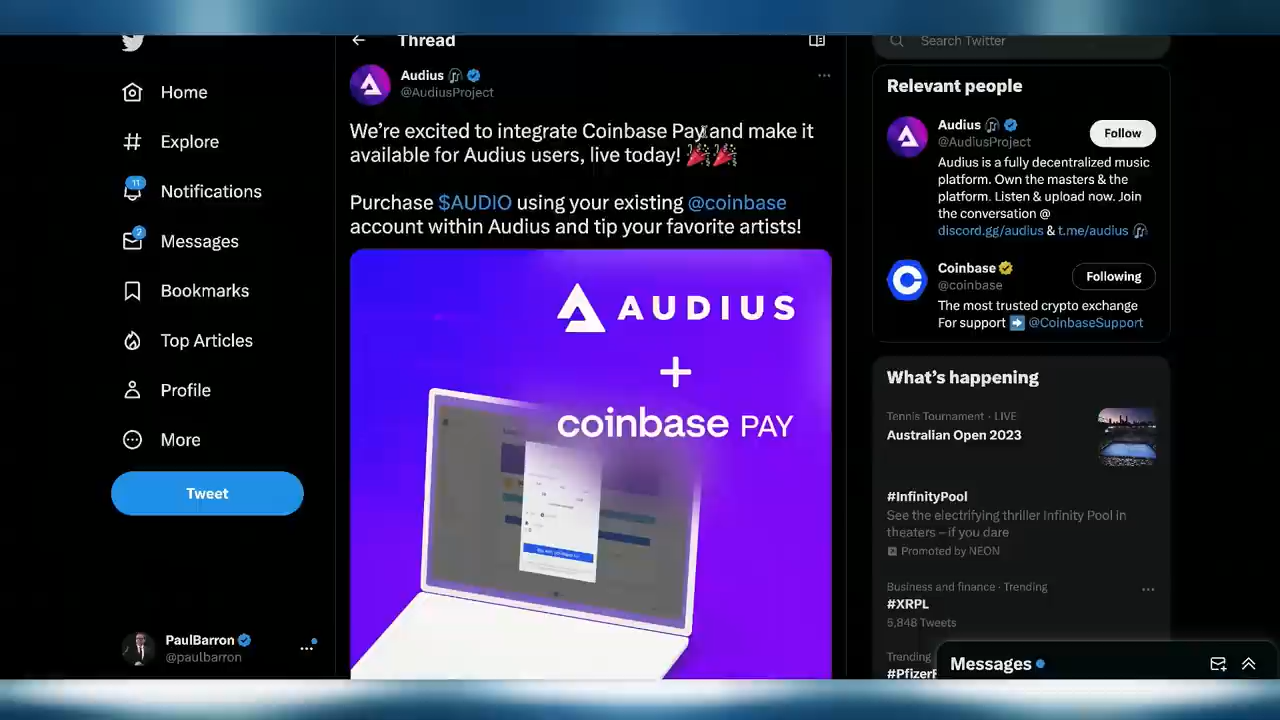 Home
Explore
11
Notifications
2
Messages
Bookmarks
Top Articles
Profile
More
Tweet
PaulBarron
@paulbarron
Thread
Audius
@AudiusProject
We're excited to integrate Coinbase Pay and make it
available for Audius users, live today! 🎉🎉
Purchase $AUDIO using your existing @coinbase
account within Audius and tip your favorite artists!
AUDIUS
+
coinbase PAY
Search Twitter
Relevant people
Audius
Follow
@AudiusProject
Audius is a fully decentralized music
platform. Own the masters & the
platform. Listen & upload now. Join
the conversation @
discord.gg/audius & t.me/audius
Coinbase
Following
@coinbase
The most trusted crypto exchange
For support ➡️ @CoinbaseSupport
What's happening
Tennis Tournament · LIVE
Australian Open 2023
#InfinityPool
See the electrifying thriller Infinity Pool in
theaters – if you dare
Promoted by NEON
Business and finance · Trending
#XRPL
5,848 Tweets
Trending
Messages